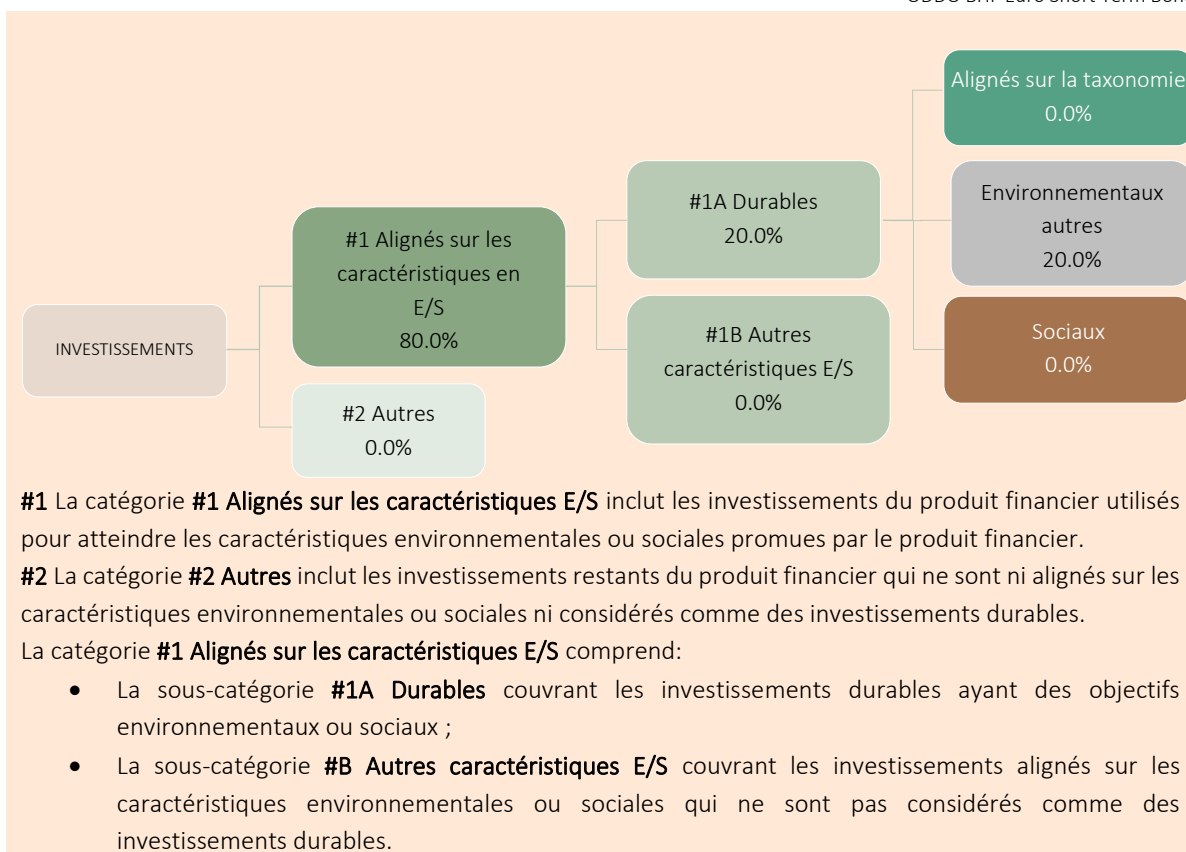 INVESTISSEMENTS
#1 Alignés sur les
caractéristiques en
E/S
80.0%
#2 Autres
0.0%
#1A Durables
20.0%
#1B Autres
caractéristiques E/S
0.0%
Alignés sur la taxonomie
0.0%
Environnementaux
autres
20.0%
Sociaux
0.0%
#1 La catégorie #1 Alignés sur les caractéristiques E/S inclut les investissements du produit financier utilisés
pour atteindre les caractéristiques environnementales ou sociales promues par le produit financier.
#2 La catégorie #2 Autres inclut les investissements restants du produit financier qui ne sont ni alignés sur les
caractéristiques environnementales ou sociales ni considérés comme des investissements durables.
La catégorie #1 Alignés sur les caractéristiques E/S comprend:
• La sous-catégorie #1A Durables couvrant les investissements durables ayant des objectifs
environnementaux ou sociaux ;
• La sous-catégorie #B Autres caractéristiques E/S couvrant les investissements alignés sur les
caractéristiques environnementales ou sociales qui ne sont pas considérés comme des
investissements durables.